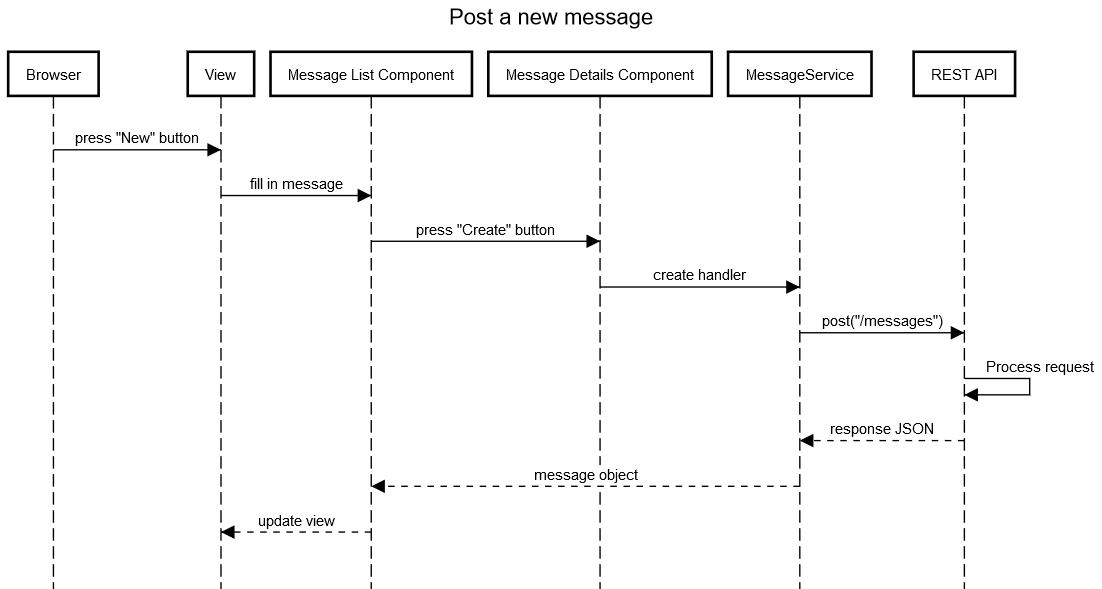 Post a new message
Browser
View
Message List Component
Message Details Component
MessageService
REST API
press "New" button
fill in message
press "Create" button
create handler
post("/messages")
Process request
response JSON
message object
update view